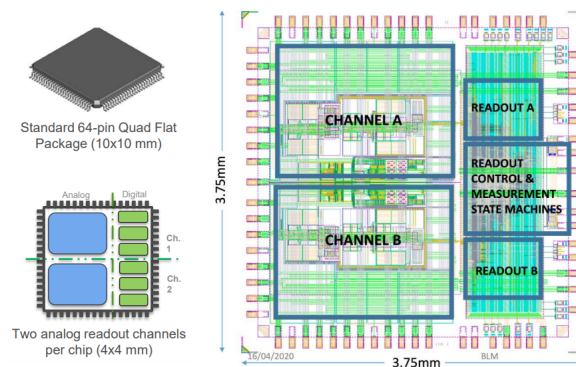 Standard 64-pin Quad Flat
Package (10x10 mm)
Analog
Digital
Ch.
1
Ch.
2
Two analog readout channels
per chip (4x4 mm)
3.75mm
CHANNEL A
CHANNEL B
READOUT A
READOUT
CONTROL &
MEASUREMENT
STATE MACHINES
READOUT B
16/04/2020
BLM
3.75mm